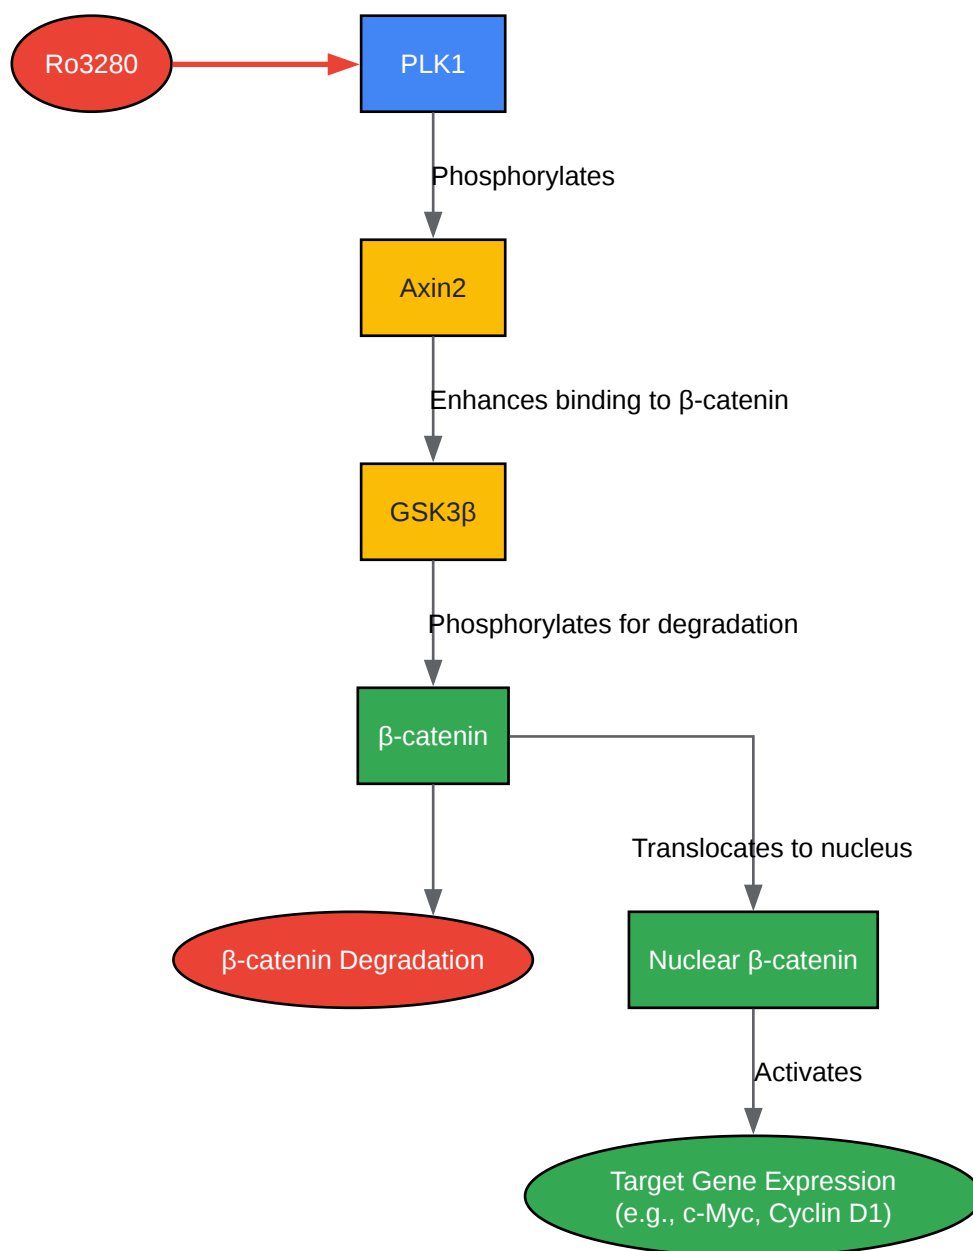 Ro3280
PLK1
Phosphorylates
Axin2
Enhances binding to β-catenin
GSK3β
Phosphorylates for degradation
β-catenin
Translocates to nucleus
β-catenin Degradation
Nuclear β-catenin
Activates
Target Gene Expression
(e.g., c-Myc, Cyclin D1)